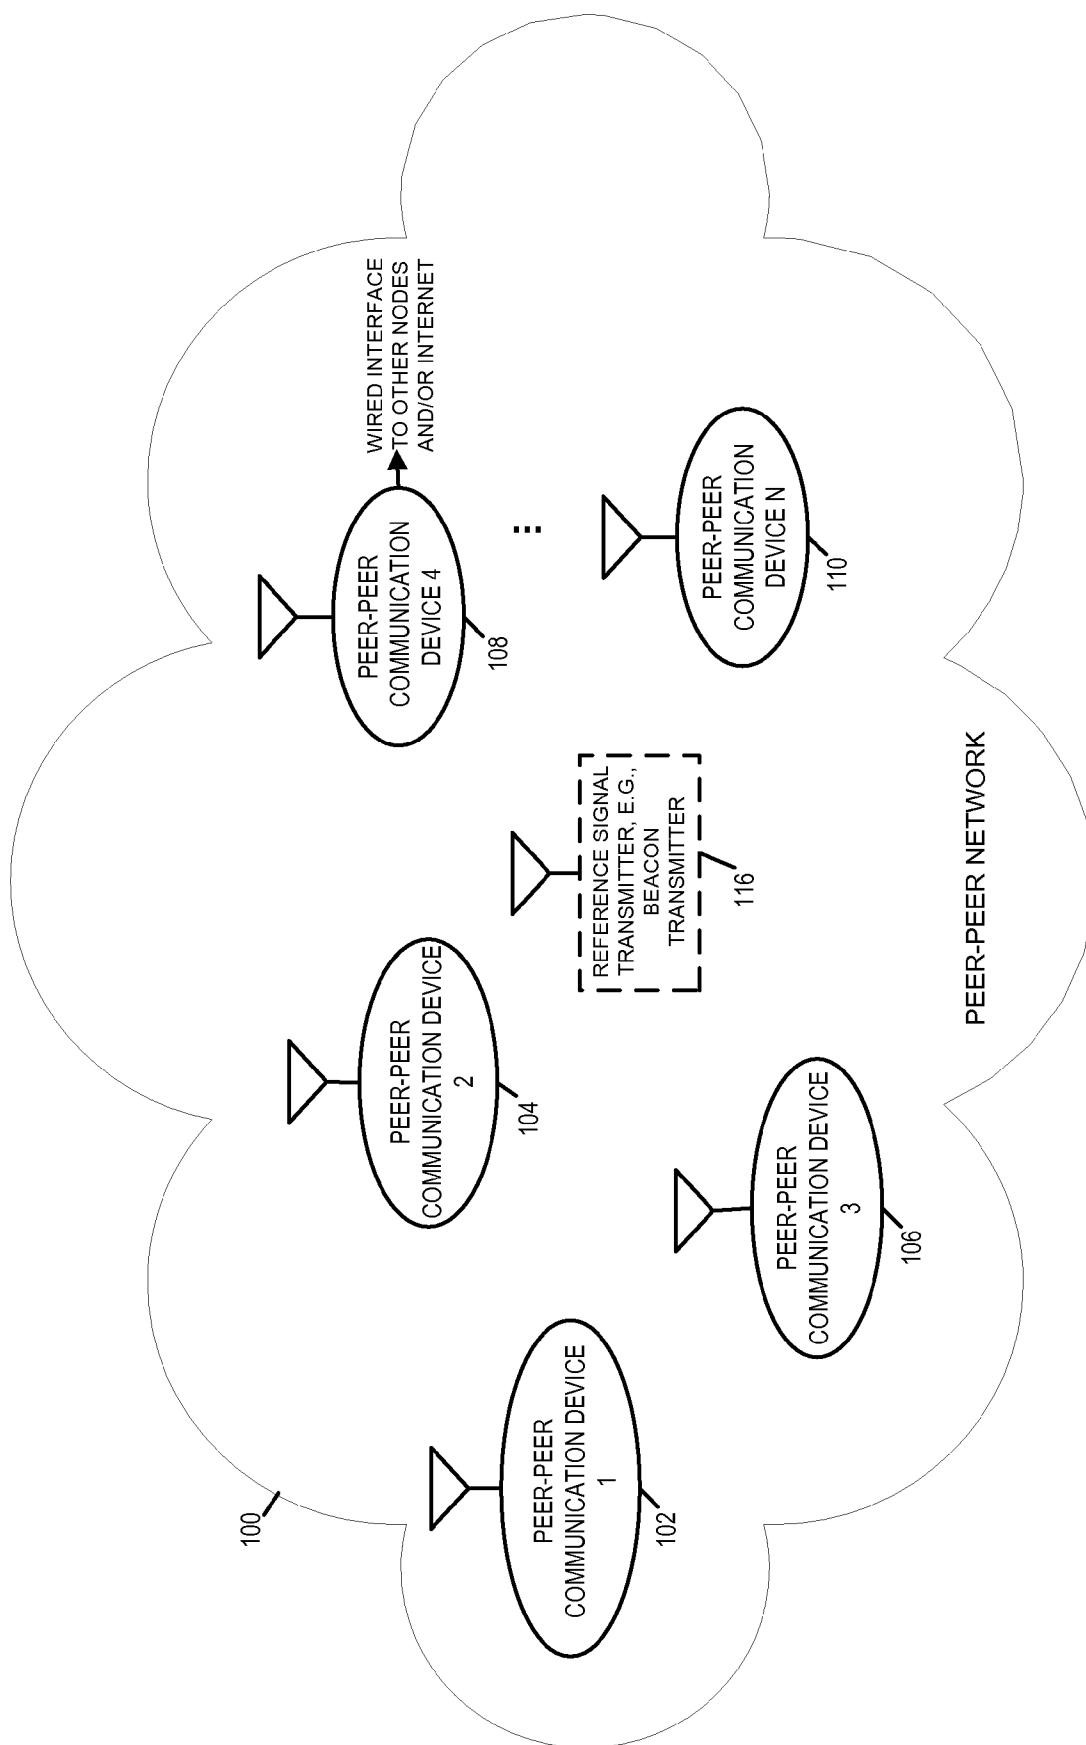 100
PEER-PEER
COMMUNICATION DEVICE
1
102
PEER-PEER
COMMUNICATION DEVICE
2
104
PEER-PEER
COMMUNICATION DEVICE
3
106
REFERENCE SIGNAL
TRANSMITTER, E.G.,
BEACON
TRANSMITTER
116
PEER-PEER
COMMUNICATION
DEVICE 4
108
WIRED INTERFACE
TO OTHER NODES
AND/OR INTERNET
...
PEER-PEER
COMMUNICATION
DEVICE N
110
PEER-PEER NETWORK